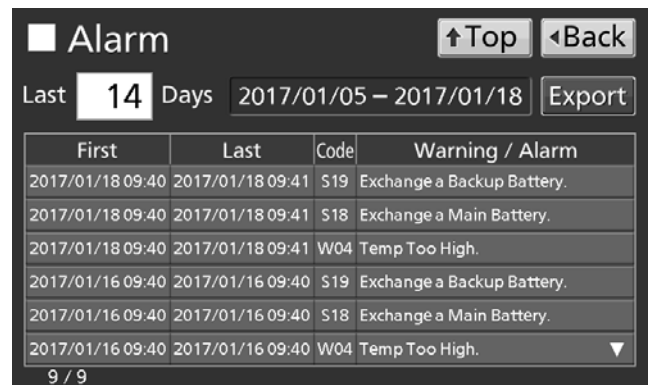 Alarm Top Back
Last 14 Days 2017/01/05 – 2017/01/18 Export
First Last Code Warning / Alarm
2017/01/18 09:40 2017/01/18 09:41 S19 Exchange a Backup Battery.
2017/01/18 09:40 2017/01/18 09:41 S18 Exchange a Main Battery.
2017/01/18 09:40 2017/01/18 09:41 W04 Temp Too High.
2017/01/16 09:40 2017/01/16 09:40 S19 Exchange a Backup Battery.
2017/01/16 09:40 2017/01/16 09:40 S18 Exchange a Main Battery.
2017/01/16 09:40 2017/01/16 09:40 W04 Temp Too High.
9 / 9